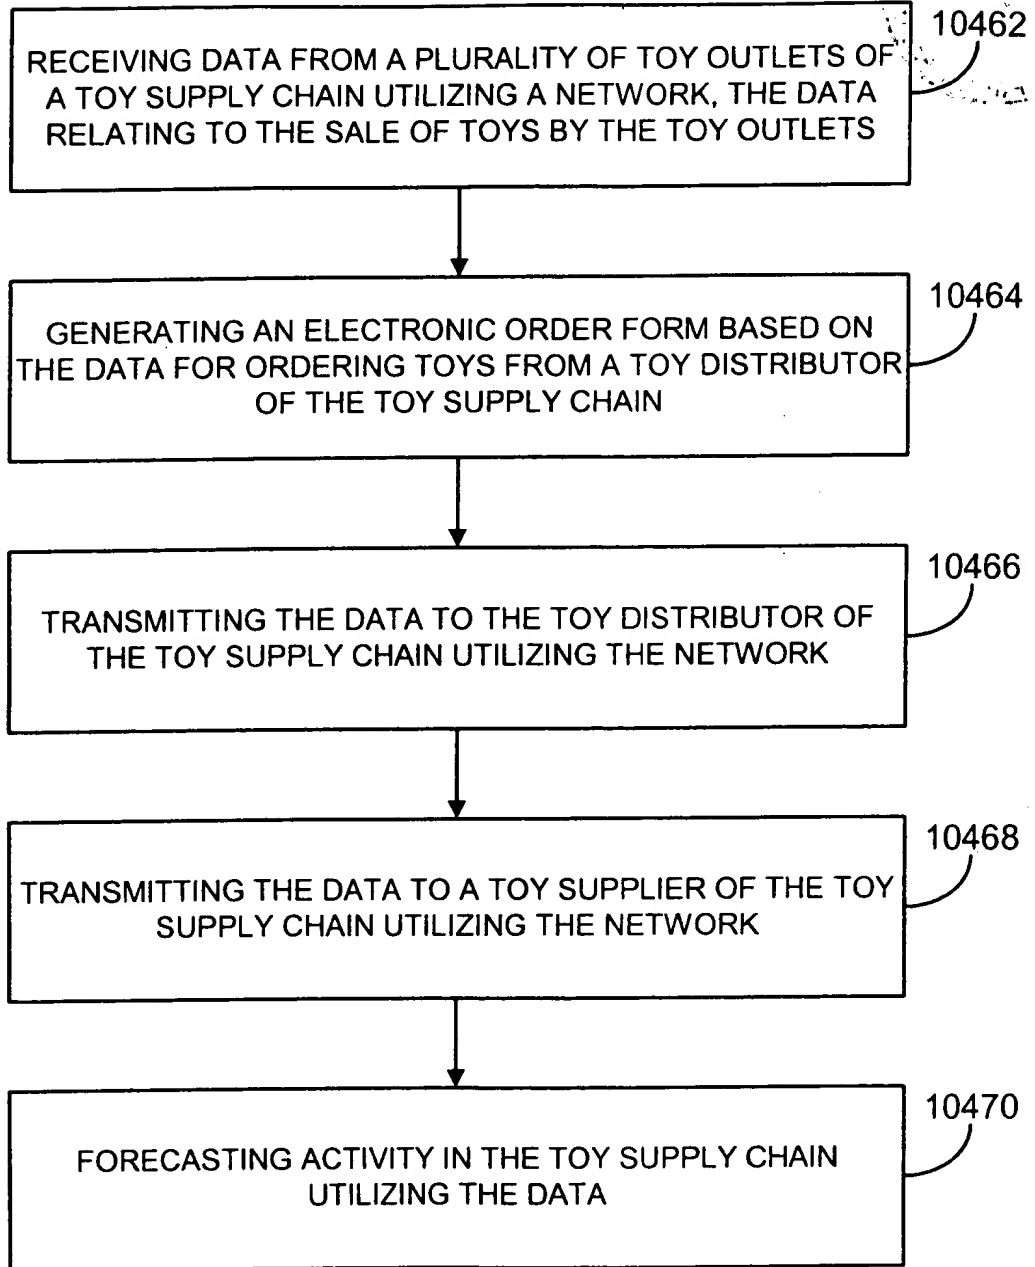 10462
RECEIVING DATA FROM A PLURALITY OF TOY OUTLETS OF
A TOY SUPPLY CHAIN UTILIZING A NETWORK, THE DATA
RELATING TO THE SALE OF TOYS BY THE TOY OUTLETS
10464
GENERATING AN ELECTRONIC ORDER FORM BASED ON
THE DATA FOR ORDERING TOYS FROM A TOY DISTRIBUTOR
OF THE TOY SUPPLY CHAIN
10466
TRANSMITTING THE DATA TO THE TOY DISTRIBUTOR OF
THE TOY SUPPLY CHAIN UTILIZING THE NETWORK
10468
TRANSMITTING THE DATA TO A TOY SUPPLIER OF THE TOY
SUPPLY CHAIN UTILIZING THE NETWORK
10470
FORECASTING ACTIVITY IN THE TOY SUPPLY CHAIN
UTILIZING THE DATA